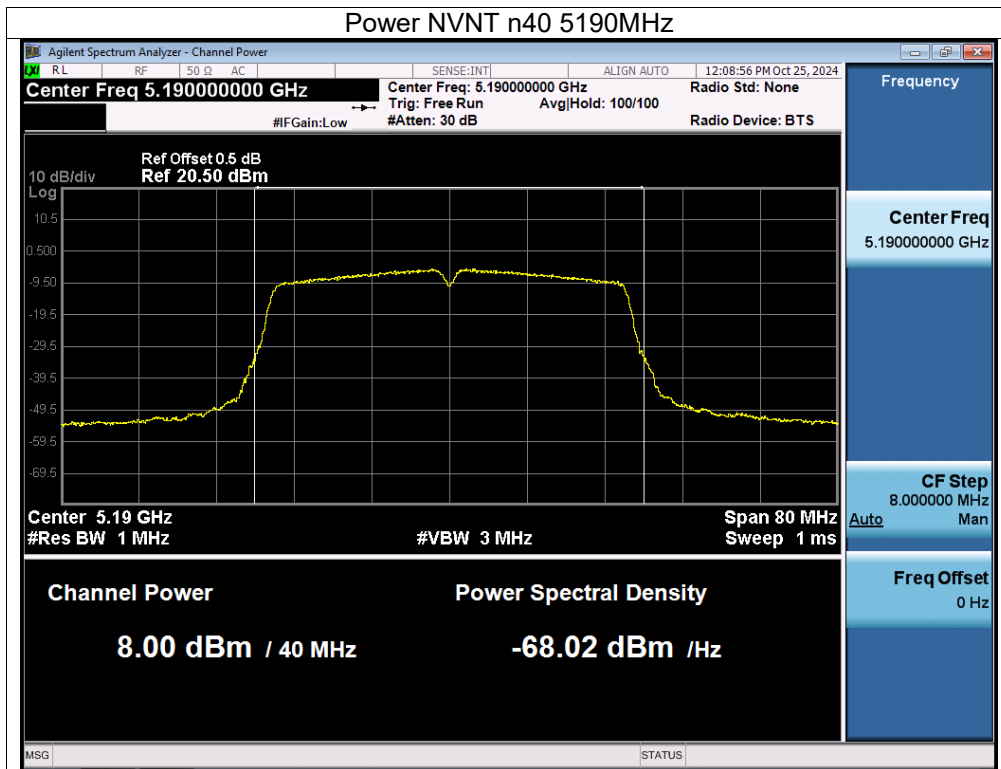 Power NVNT n40 5190MHz
Agilent Spectrum Analyzer - Channel Power
LXI RL RF 50 Ω AC SENSE:INT ALIGN AUTO 12:08:56 PM Oct 25, 2024
Center Freq 5.190000000 GHz
Center Freq: 5.190000000 GHz Radio Std: None
Trig: Free Run Avg|Hold: 100/100
#IFGain:Low #Atten: 30 dB Radio Device: BTS
Ref Offset 0.5 dB
10 dB/div Ref 20.50 dBm
Log
10.5
0.500
-9.50
-19.5
-29.5
-39.5
-49.5
-59.5
-69.5
Center 5.19 GHz Span 80 MHz
#Res BW 1 MHz #VBW 3 MHz Sweep 1 ms
Channel Power Power Spectral Density
8.00 dBm / 40 MHz -68.02 dBm /Hz
Frequency
Center Freq
5.190000000 GHz
CF Step
8.000000 MHz
Auto Man
Freq Offset
0 Hz
MSG STATUS